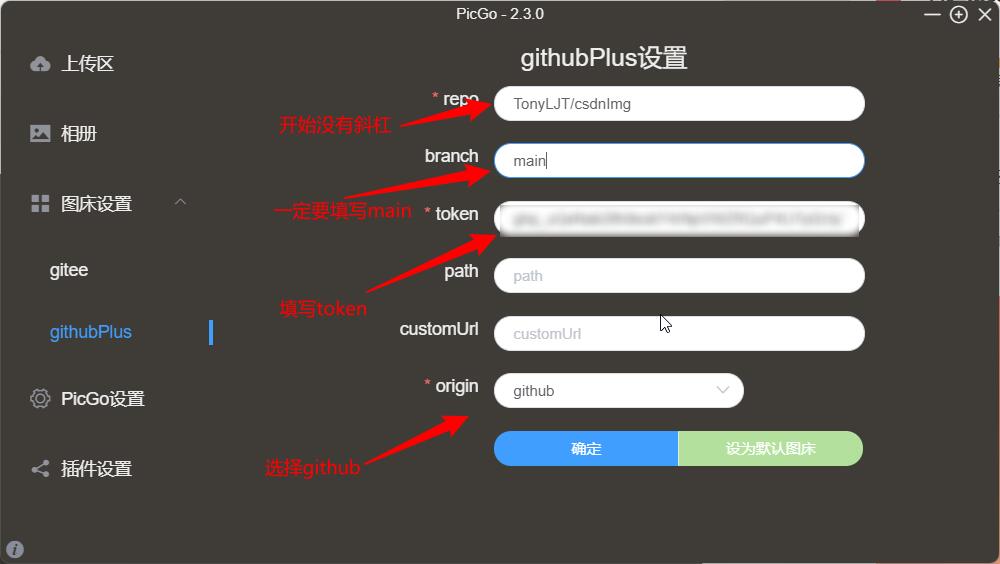 PicGo - 2.3.0
上传区
相册
图床设置
gitee
githubPlus
PicGo设置
插件设置
githubPlus设置
* repo
TonyLJT/csdnImg
开始没有斜杠
branch
main
一定要填写main
* token
填写token
path
path
customUrl
customUrl
* origin
github
选择github
确定
设为默认图床